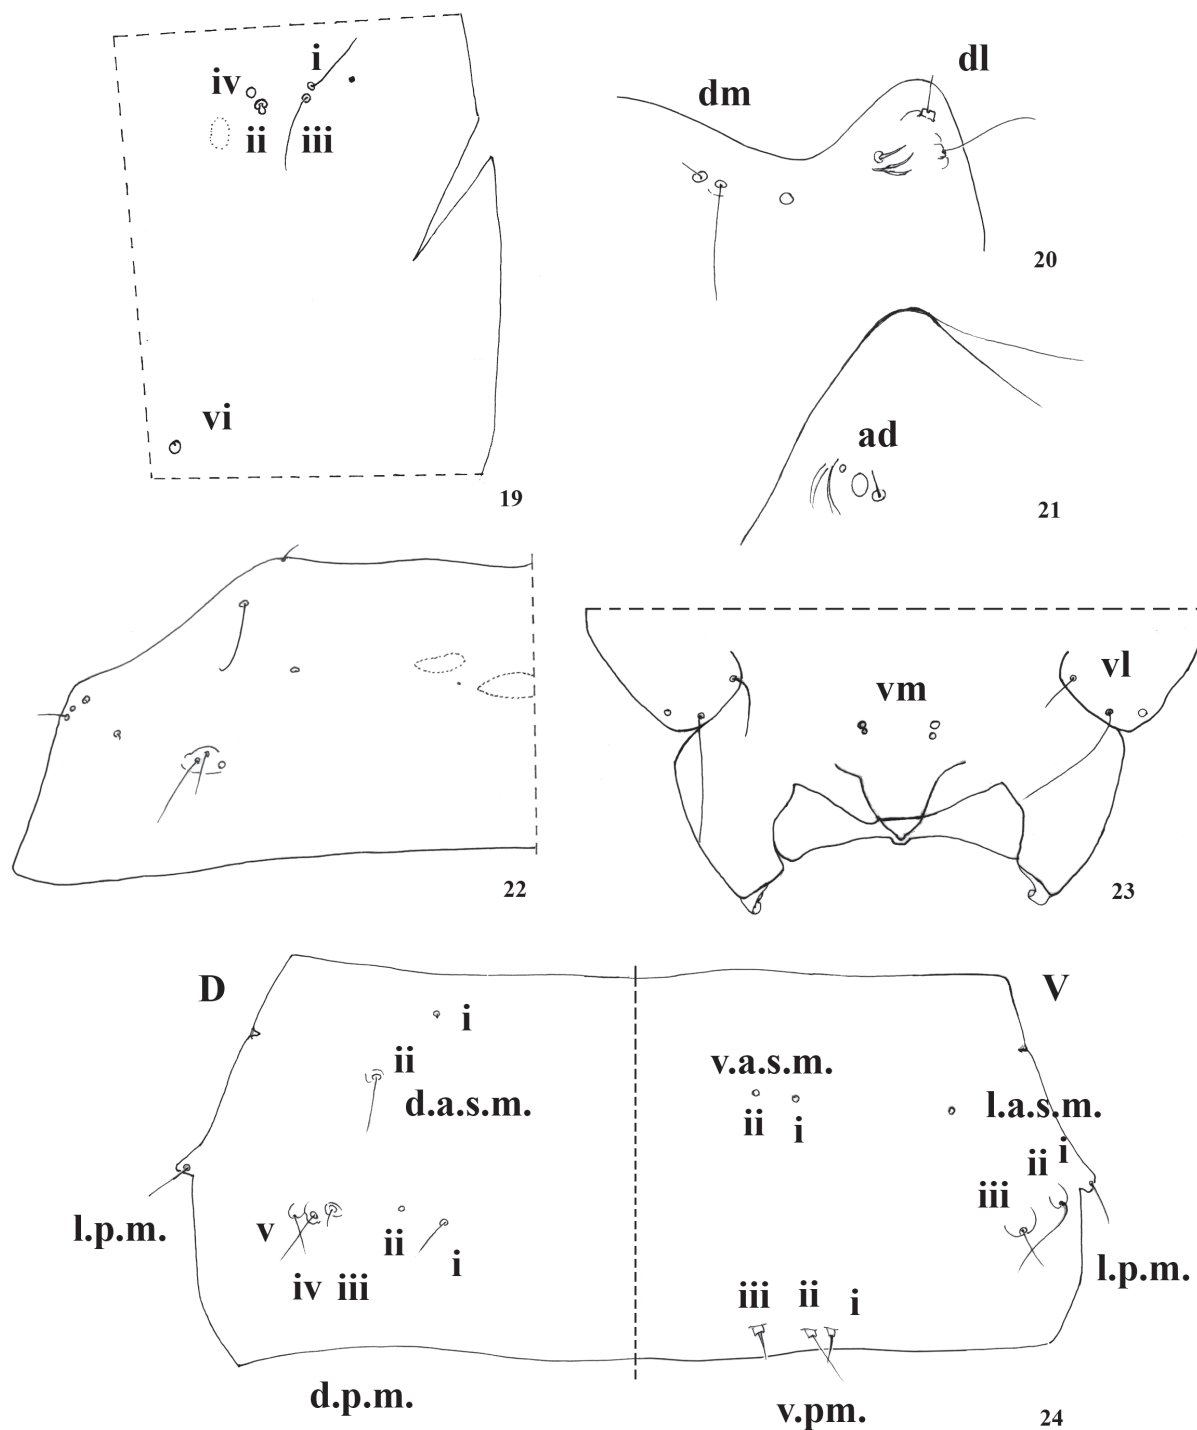 i
iv
ii
iii
vi
19
dl
dm
20
ad
21
22
vm
vl
23
D
V
i
ii
d.a.s.m.
v.a.s.m.
ii
i
l.a.s.m.
i
ii
iii
l.p.m.
v
iv
iii
ii
i
l.p.m.
iii
ii
i
d.p.m.
v.pm.
24